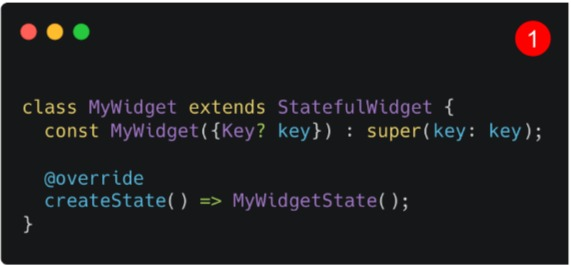 1
class MyWidget extends StatefulWidget {
  const MyWidget({Key? key}) : super(key: key);

  @override
  createState() => MyWidgetState();
}